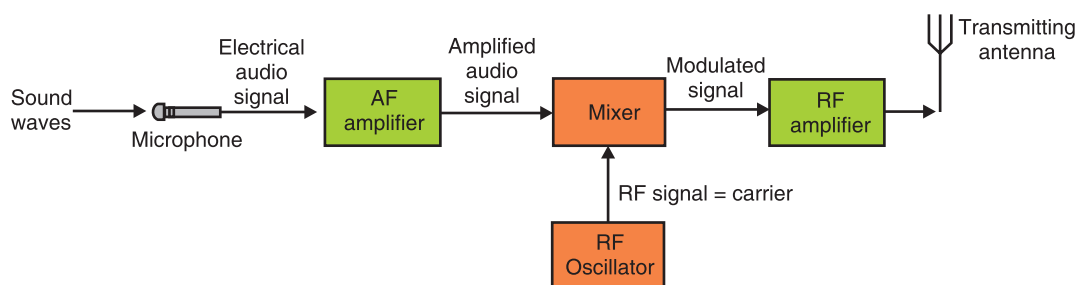 Sound
waves
Microphone
Electrical
audio
signal
AF
amplifier
Amplified
audio
signal
Mixer
RF signal = carrier
RF
Oscillator
Modulated
signal
RF
amplifier
Transmitting
antenna